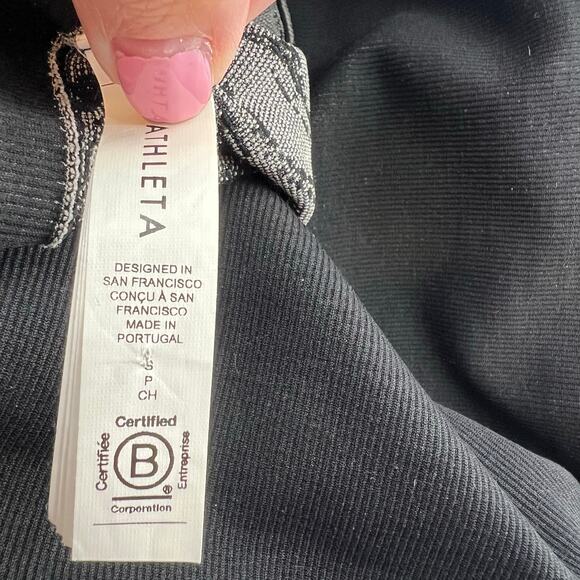 ATHLETA
DESIGNED IN
SAN FRANCISCO
CONÇU À SAN
FRANCISCO
MADE IN
PORTUGAL
S
P
CH
Certified
Certifiée
B
®
Entreprise
Corporation